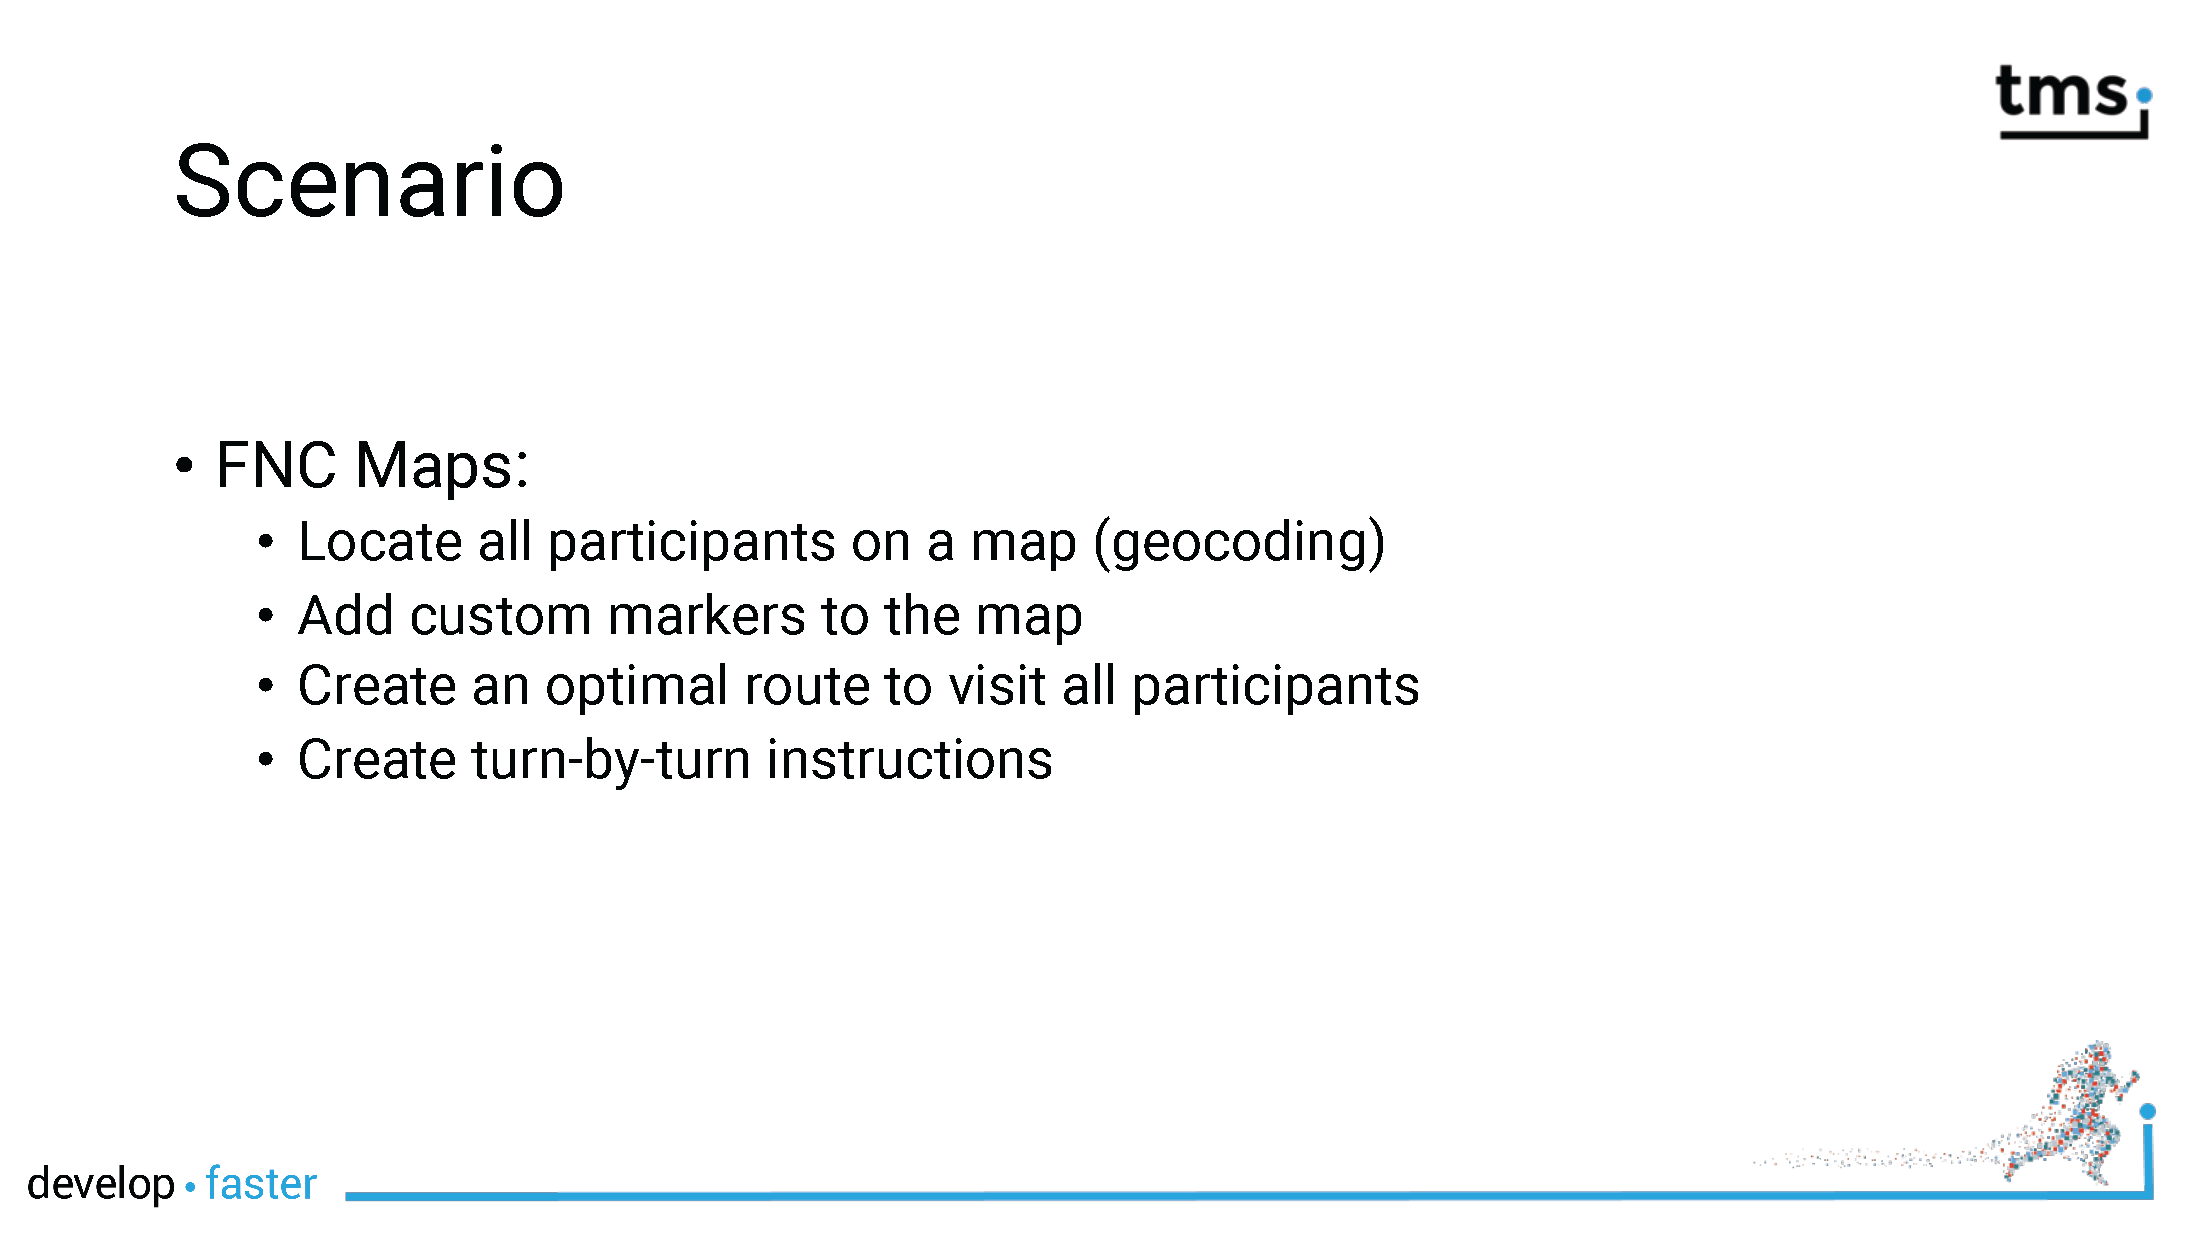 tms
Scenario
• FNC Maps:
• Locate all participants on a map (geocoding)
• Add custom markers to the map
• Create an optimal route to visit all participants
• Create turn-by-turn instructions
develop • faster